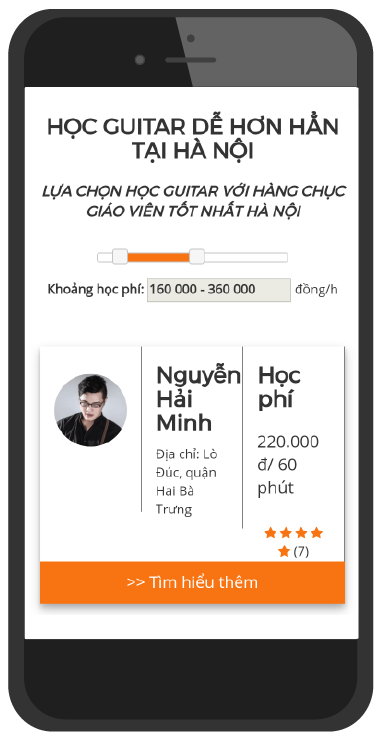 HỌC GUITAR DỄ HƠN HẲN
TẠI HÀ NỘI
LỰA CHỌN HỌC GUITAR VỚI HÀNG CHỤC
GIÁO VIÊN TỐT NHẤT HÀ NỘI
Khoảng học phí: 160 000 - 360 000 đồng/h
Nguyễn
Hải
Minh
Địa chỉ: Lò
Đúc, quận
Hai Bà
Trưng
Học
phí
220.000
đ/ 60
phút
(7)
>> Tìm hiểu thêm